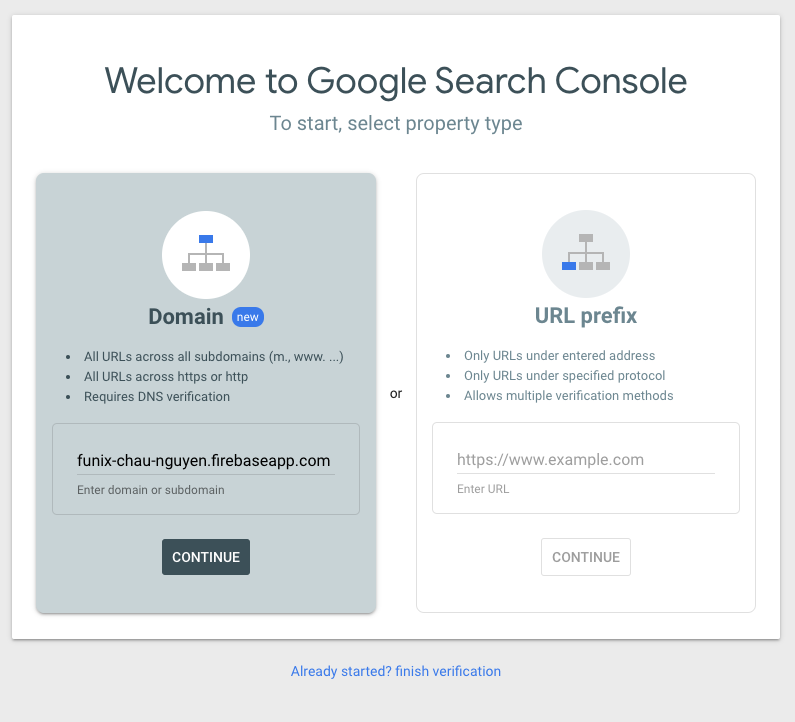 Welcome to Google Search Console
To start, select property type
Domain new
All URLs across all subdomains (m., www. ...)
All URLs across https or http
Requires DNS verification
funix-chau-nguyen.firebaseapp.com
Enter domain or subdomain
CONTINUE
or
URL prefix
Only URLs under entered address
Only URLs under specified protocol
Allows multiple verification methods
https://www.example.com
Enter URL
CONTINUE
Already started? finish verification